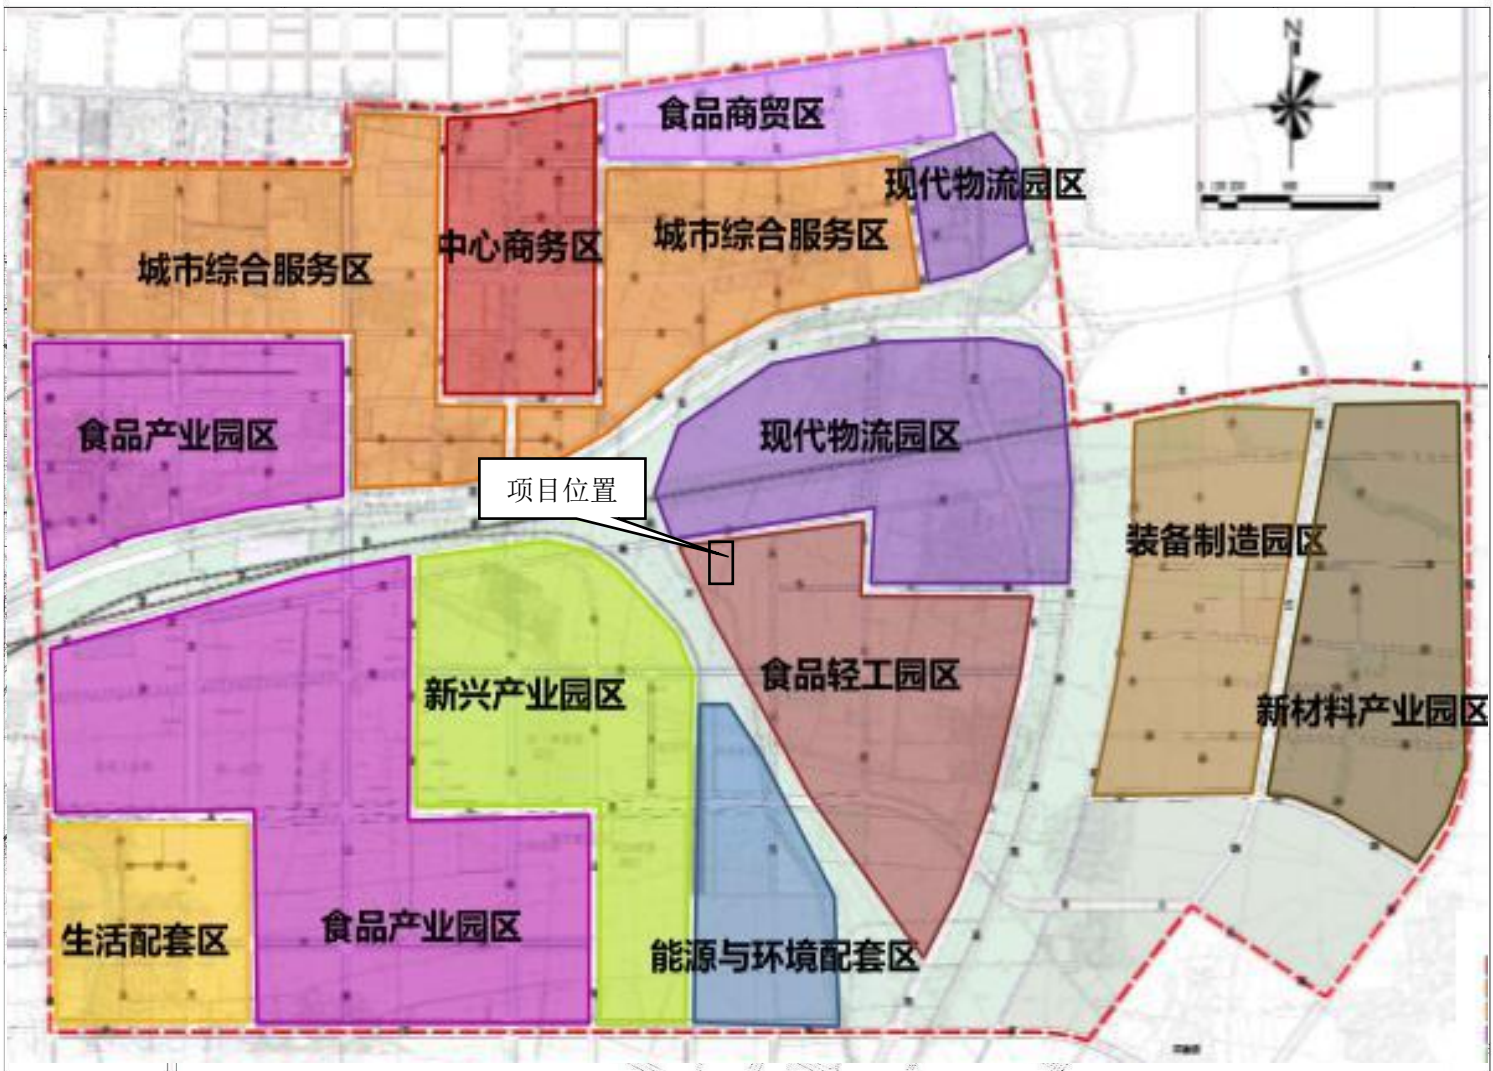 N
食品商贸区
现代物流园区
中心商务区
城市综合服务区
城市综合服务区
食品产业园区
现代物流园区
项目位置
装备制造园区
食品轻工园区
新兴产业园区
新材料产业园区
食品产业园区
生活配套区
能源与环境配套区